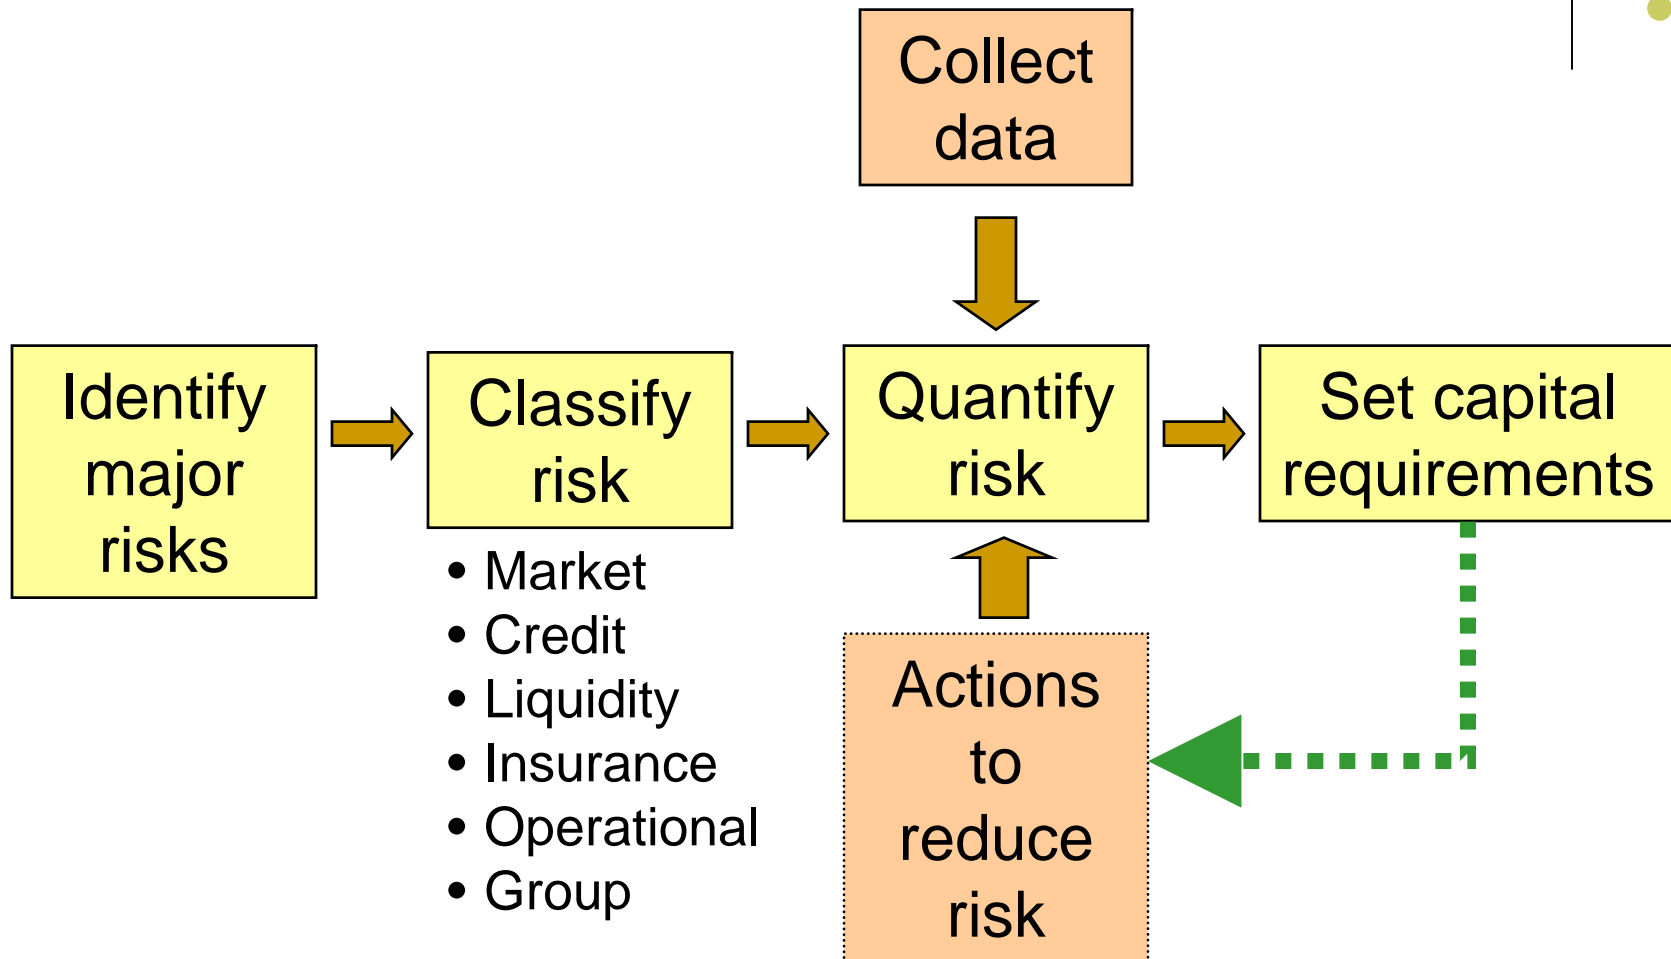 Collect
data
Identify
major
risks
Classify
risk
• Market
• Credit
• Liquidity
• Insurance
• Operational
• Group
Quantify
risk
Set capital
requirements
Actions
to
reduce
risk